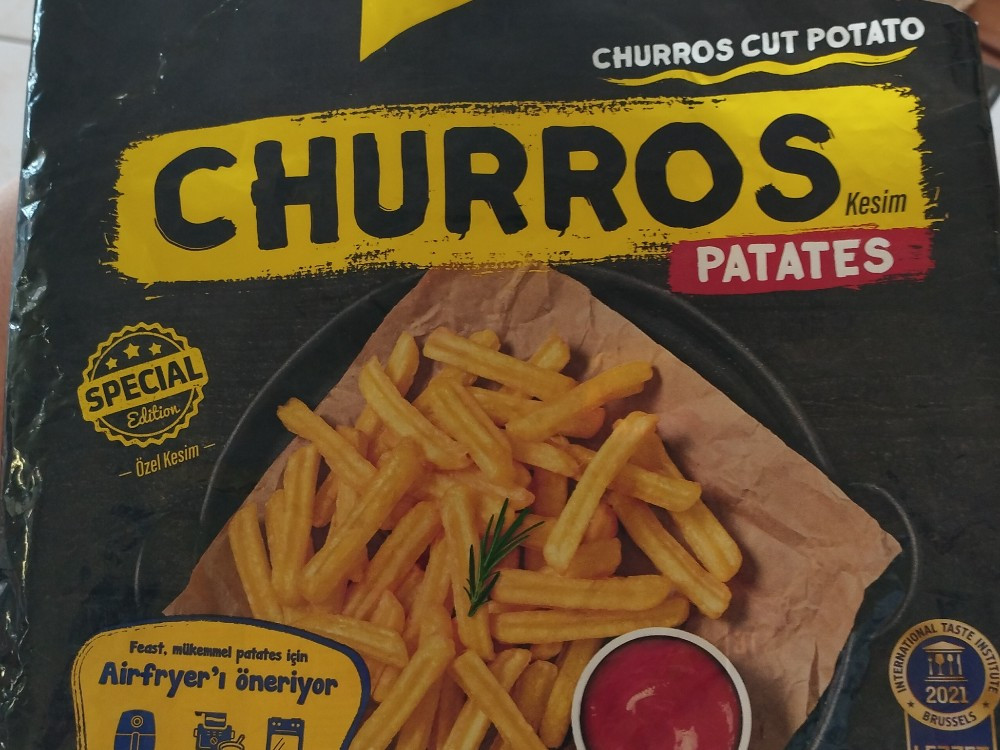 CHURROS CUT POTATO
CHURROS
Kesim
PATATES
SPECIAL
Edition
Özel Kesim
Feast, mükemmel patates için
Airfryer'ı öneriyor
INTERNATIONAL TASTE INSTITUTE
2021
BRUSSELS